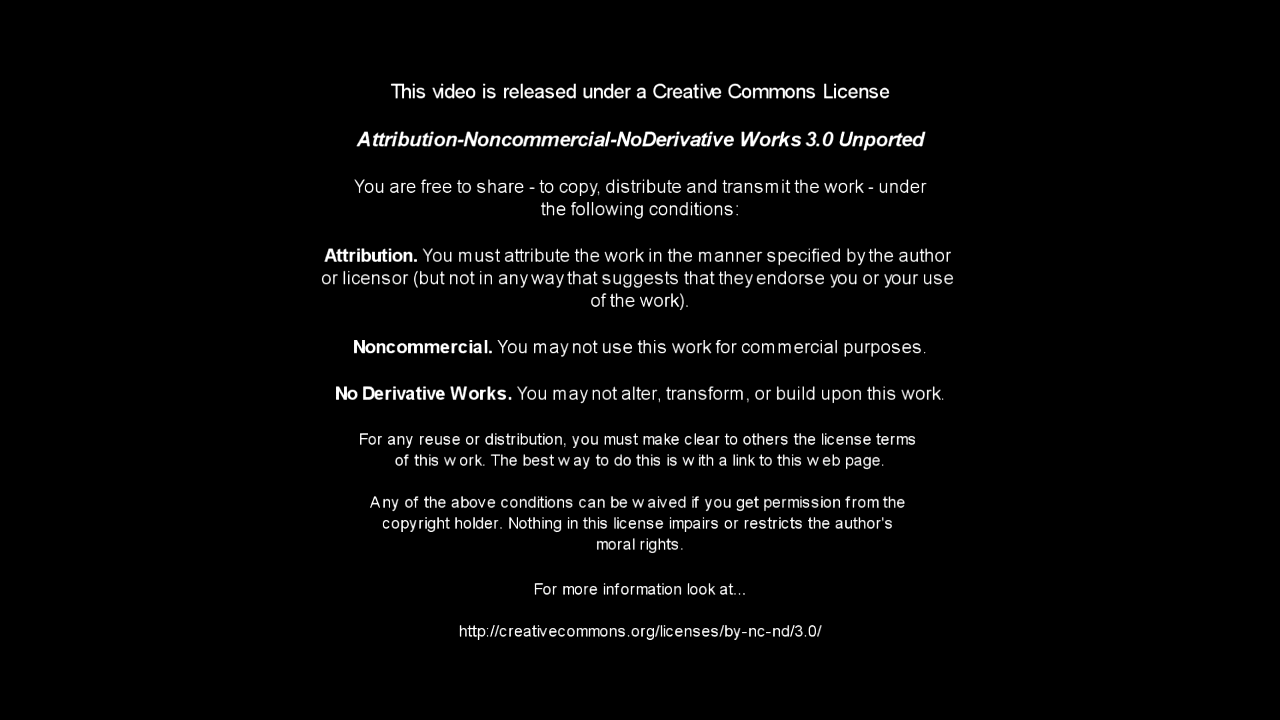 This video is released under a Creative Commons License
Attribution-Noncommercial-NoDerivative Works 3.0 Unported
You are free to share - to copy, distribute and transmit the work - under
the following conditions:
Attribution. You must attribute the work in the manner specified by the author
or licensor (but not in any way that suggests that they endorse you or your use
of the work).
Noncommercial. You may not use this work for commercial purposes.
No Derivative Works. You may not alter, transform, or build upon this work.
For any reuse or distribution, you must make clear to others the license terms
of this work. The best way to do this is with a link to this web page.
Any of the above conditions can be waived if you get permission from the
copyright holder. Nothing in this license impairs or restricts the author's
moral rights.
For more information look at...
http://creativecommons.org/licenses/by-nc-nd/3.0/